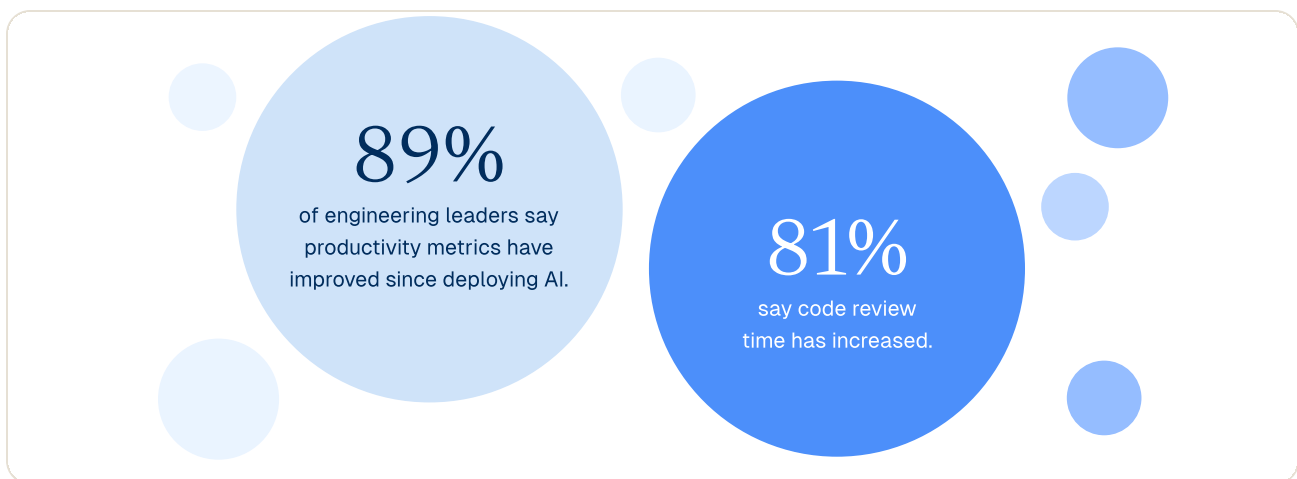 89%
of engineering leaders say
productivity metrics have
improved since deploying AI.
81%
say code review
time has increased.